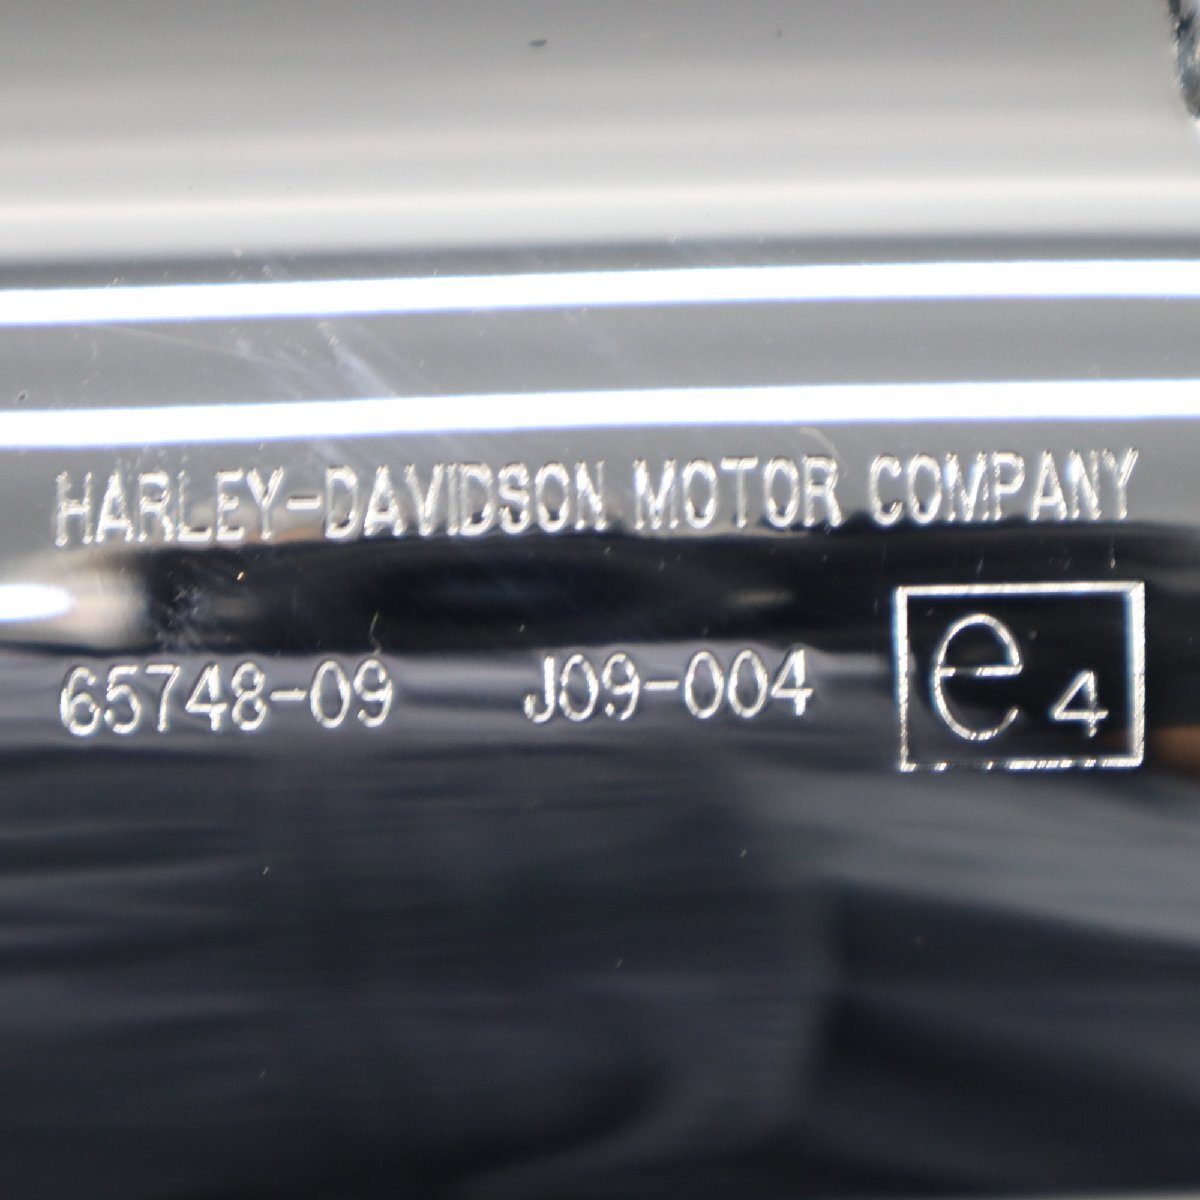 HARLEY-DAVIDSON MOTOR COMPANY
65748-09 J09-004 e4